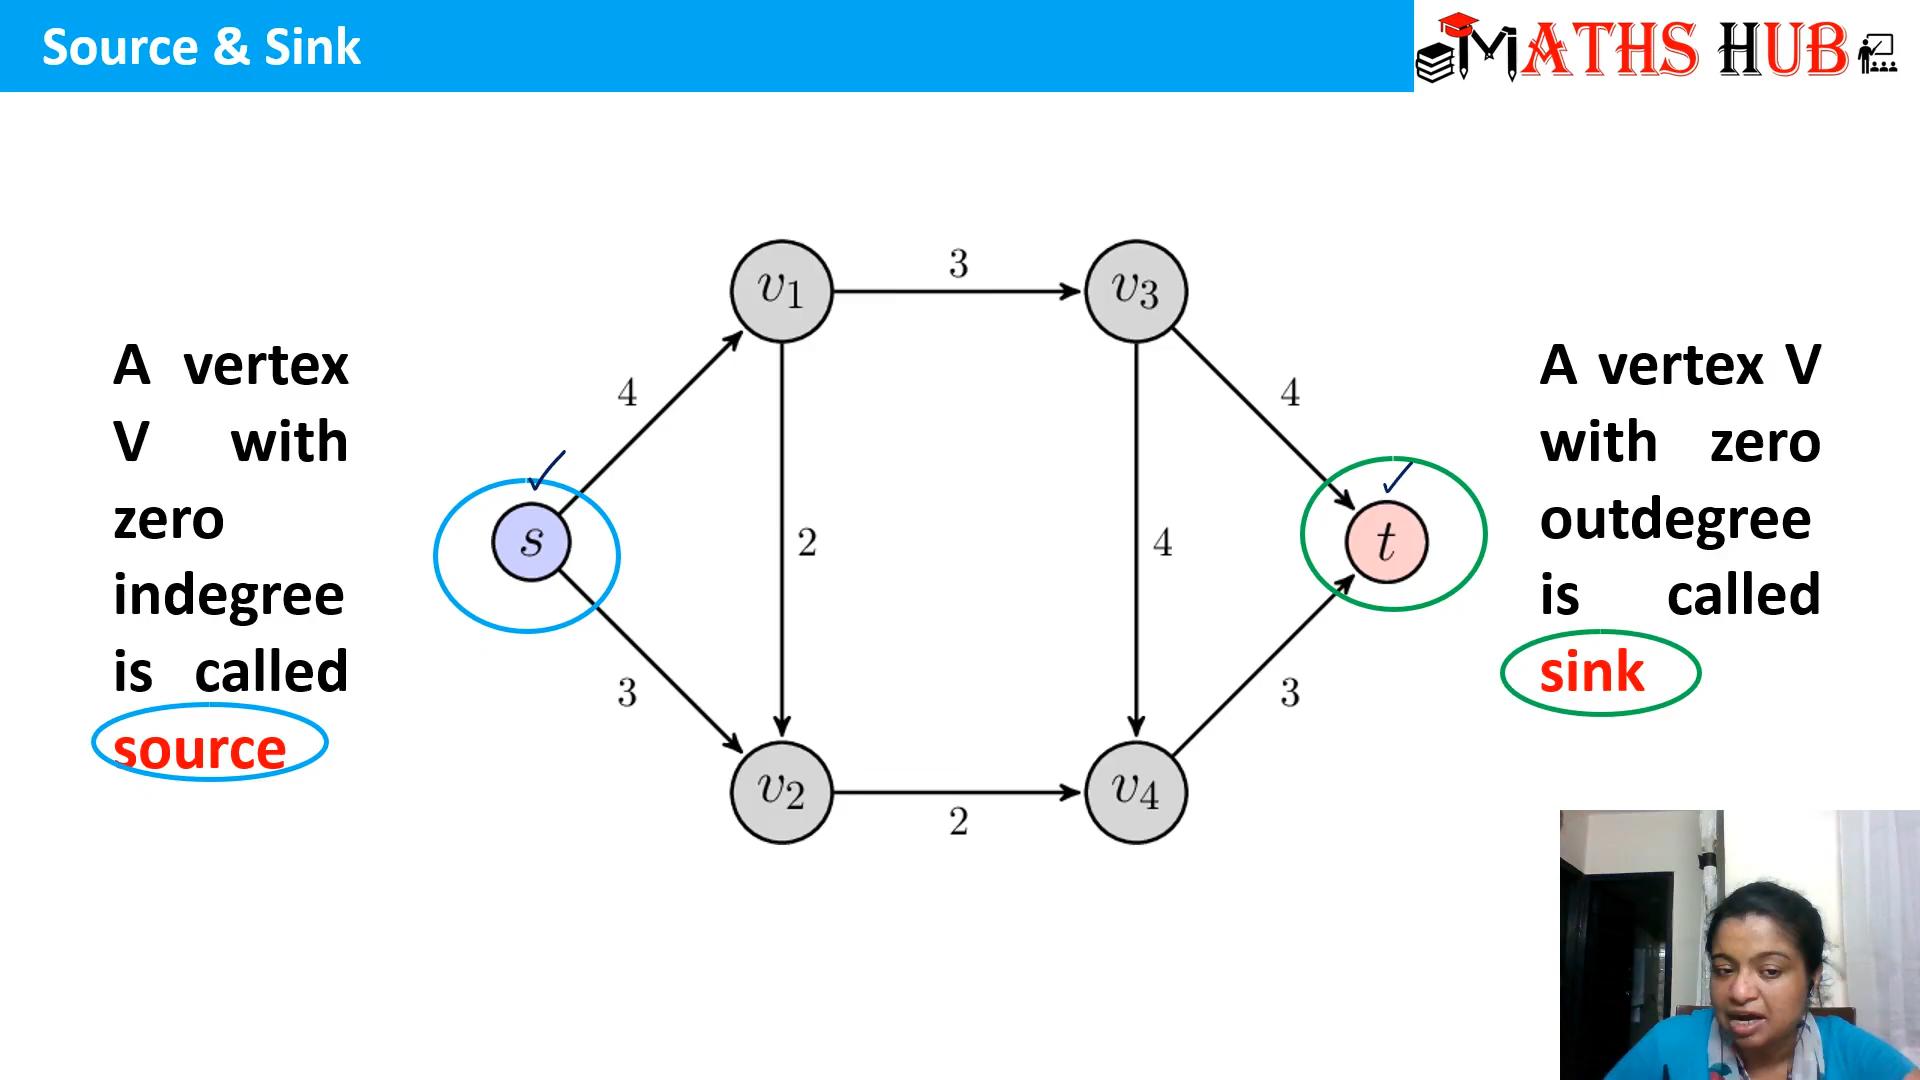 Source & Sink
MATHS HUB
A vertex
V with
zero
indegree
is called
source
v1
3
v3
4
4
s
2
4
t
3
3
v2
2
v4
A vertex V
with zero
outdegree
is called
sink